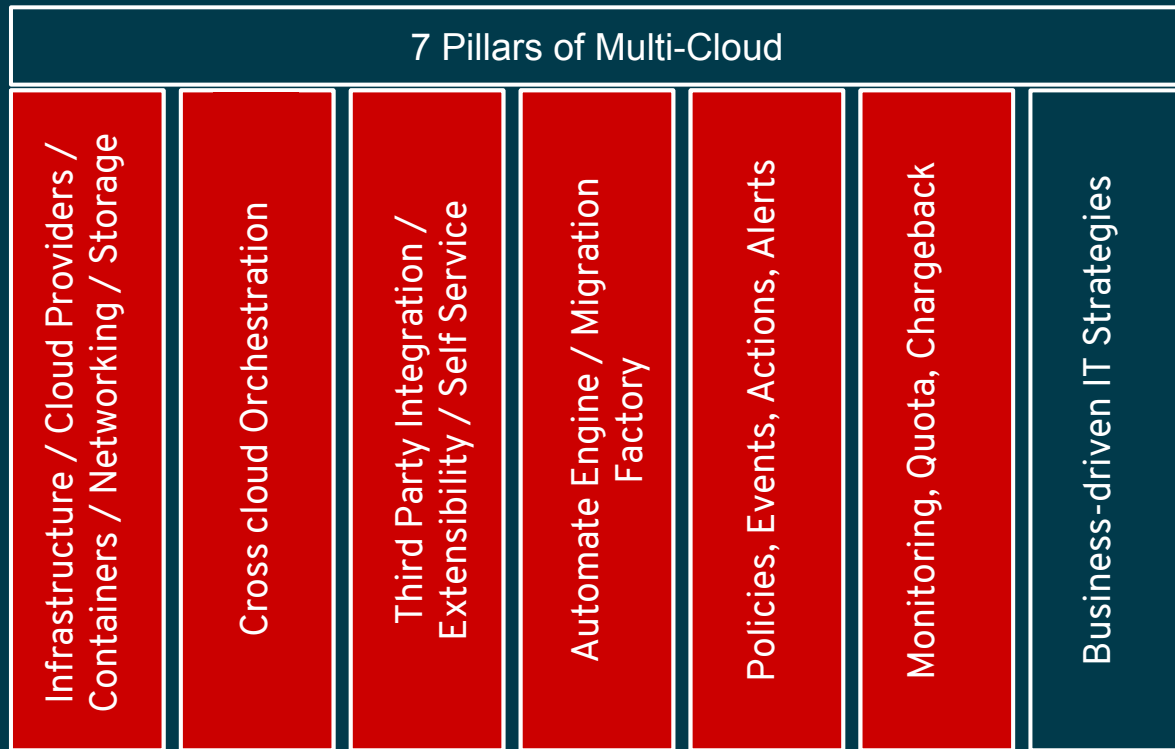 7 Pillars of Multi-Cloud
Infrastructure / Cloud Providers /
Containers / Networking / Storage
Cross cloud Orchestration
Third Party Integration /
Extensibility / Self Service
Automate Engine / Migration
Factory
Policies, Events, Actions, Alerts
Monitoring, Quota, Chargeback
Business-driven IT Strategies